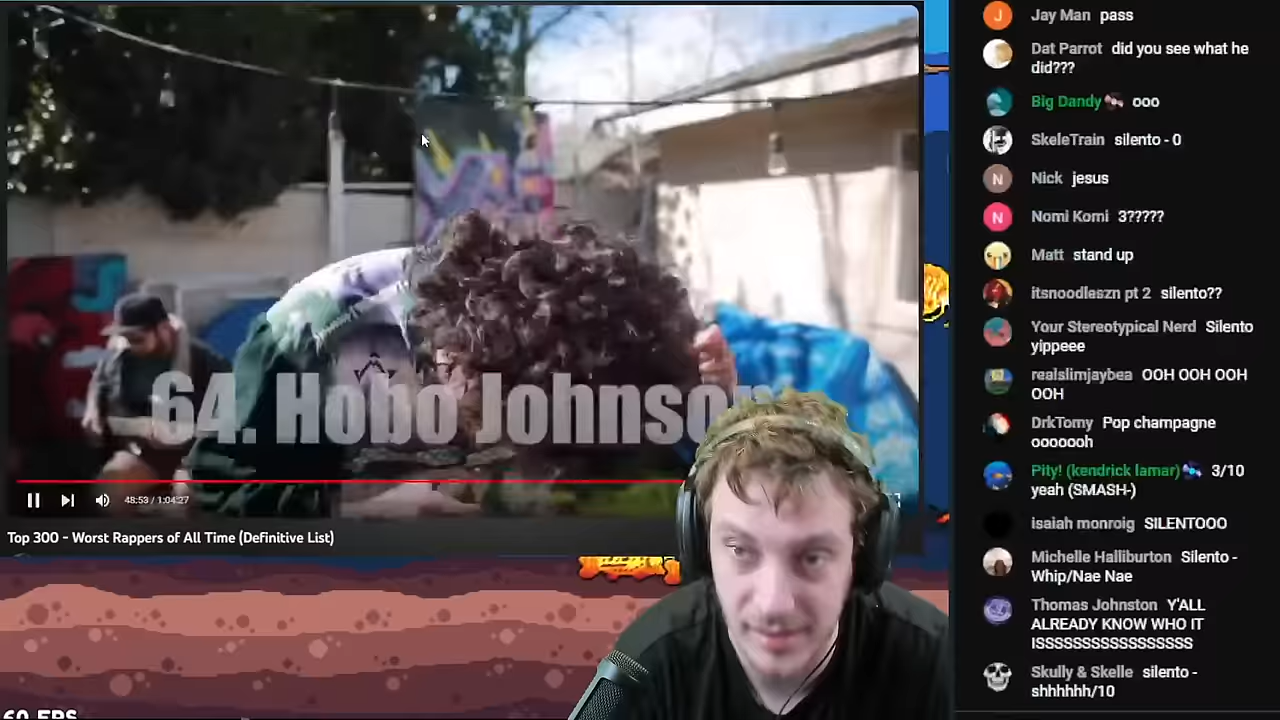 64. Hobo Johnson
48:53 / 1:04:27
Top 300 - Worst Rappers of All Time (Definitive List)
60 FPS
J
Jay Man pass
Dat Parrot did you see what he
did???
Big Dandy ooo
SkeleTrain silento - 0
N
Nick jesus
N
Nomi Komi 3?????
Matt stand up
itsnoodleszn pt 2 silento??
Your Stereotypical Nerd Silento
yippeee
realslimjaybea OOH OOH OOH
OOH
DrkTomy Pop champagne
ooooooh
Pity! (kendrick lamar) 3/10
yeah (SMASH-)
isaiah monroig SILENTOOO
Michelle Halliburton Silento -
Whip/Nae Nae
Thomas Johnston Y'ALL
ALREADY KNOW WHO IT
ISSSSSSSSSSSSSSSSS
Skully & Skelle silento -
shhhhhh/10